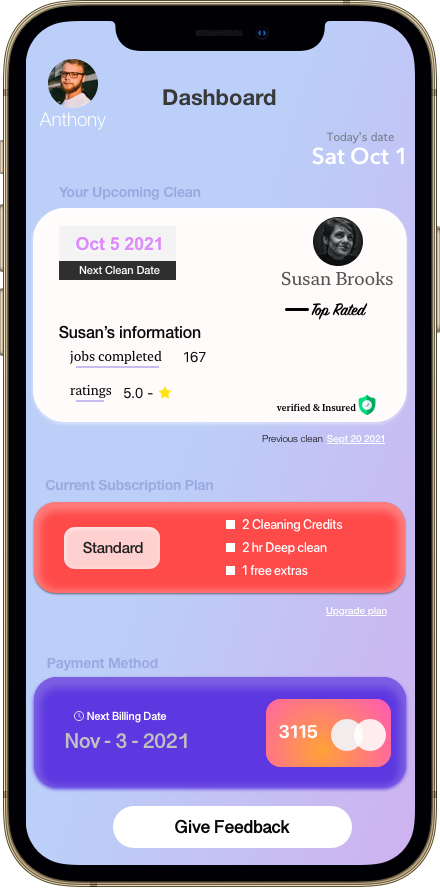 Dashboard
Anthony
Today's date
Sat Oct 1
Your Upcoming Clean
Oct 5 2021
Next Clean Date
Susan Brooks
Top Rated
Susan's information
jobs completed 167
ratings 5.0 -
verified & Insured
Previous clean Sept 20 2021
Current Subscription Plan
Standard
2 Cleaning Credits
2 hr Deep clean
1 free extras
Upgrade plan
Payment Method
Next Billing Date
Nov - 3 - 2021
3115
Give Feedback